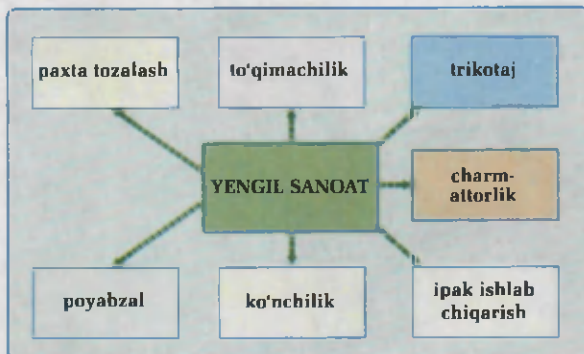 paxta tozalash
to'qimachilik
trikotaj
YENGIL SANOAT
charm-
attorlik
poyabzal
ko'nchilik
ipak ishlab
chiqarish